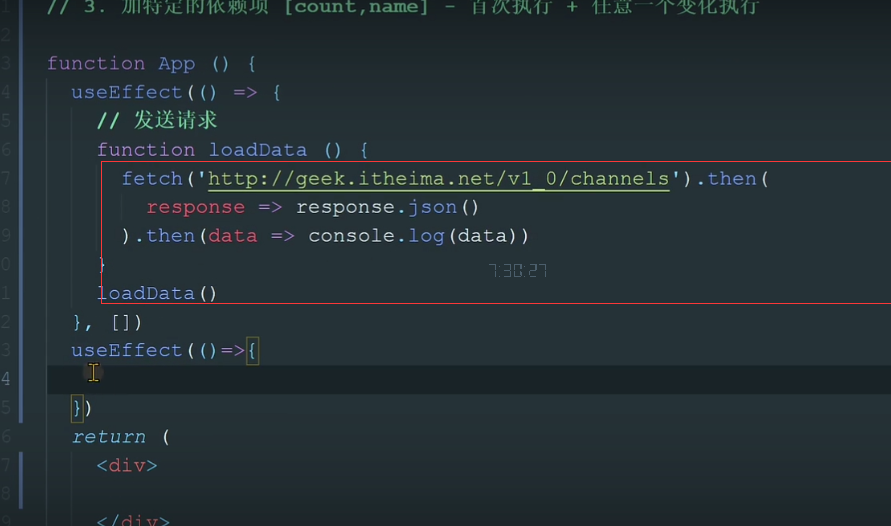 // 3. 加特定的依赖项 [count,name] - 首次执行 + 任意一个变化执行
function App () {
useEffect(() => {
// 发送请求
function loadData () {
fetch('http://geek.itheima.net/v1_0/channels').then(
response => response.json()
).then(data => console.log(data))
}
7:30:27
loadData()
}, [])
useEffect(()=>{
})
return (
<div>
</div>